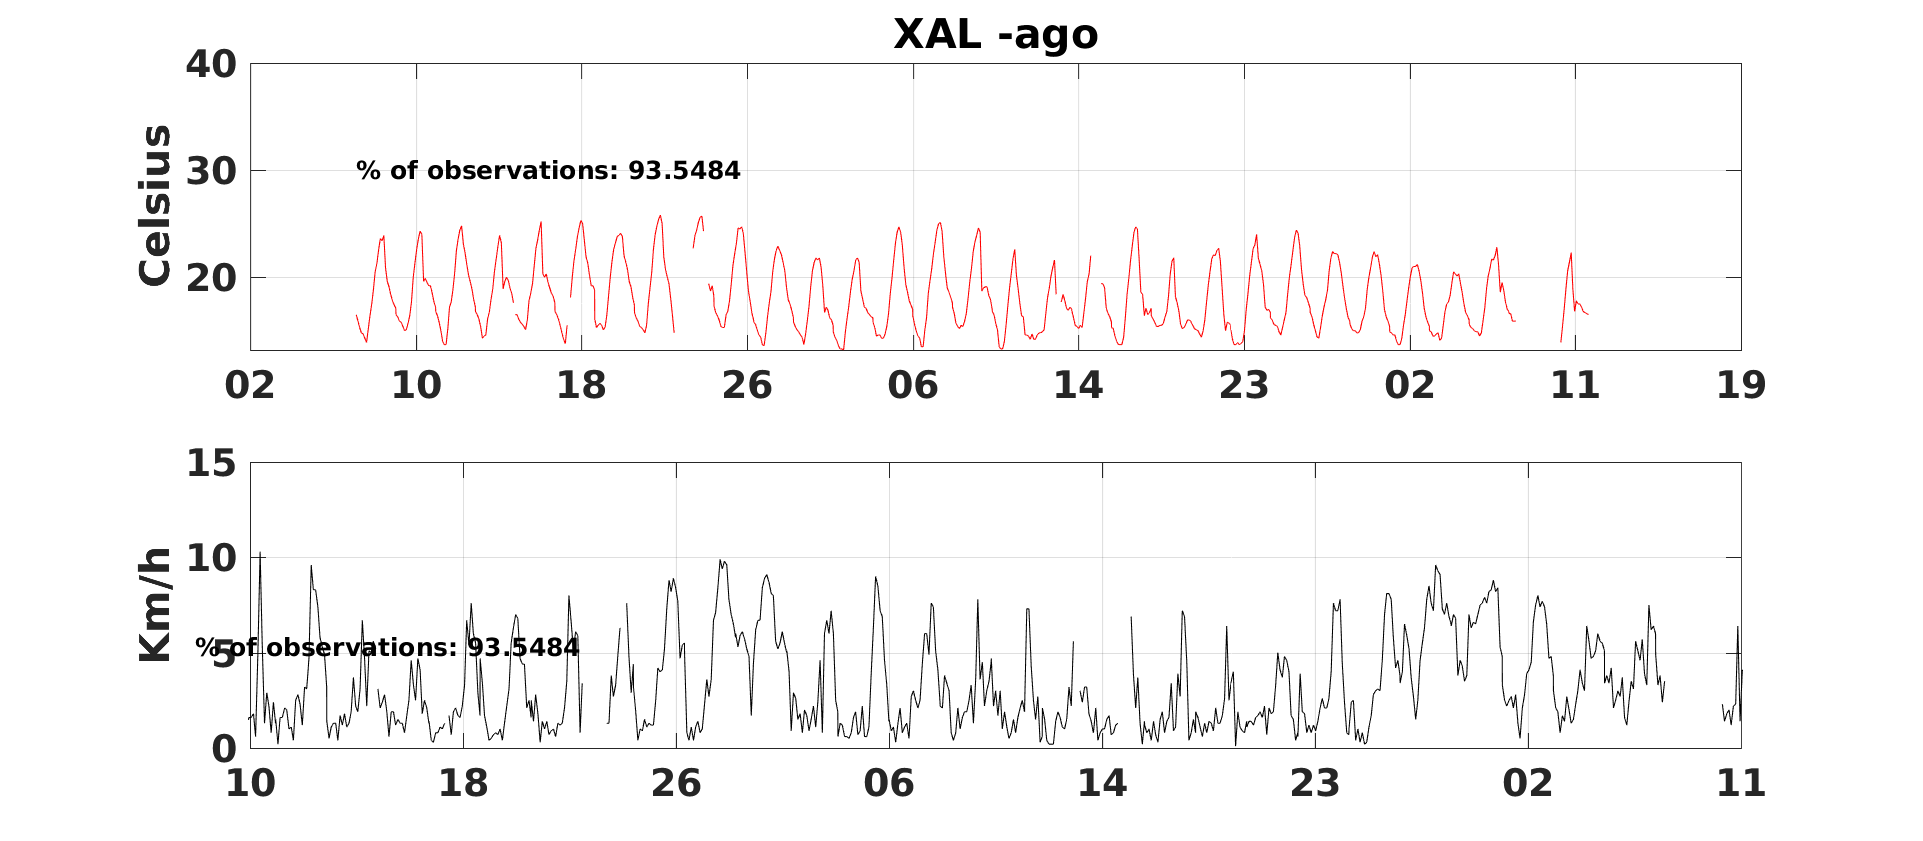 XAL -ago
Celsius
40
30
20
% of observations: 93.5484
02 10 18 26 06 14 23 02 11 19
Km/h
15
10
5
0
% of observations: 93.5484
10 18 26 06 14 23 02 11